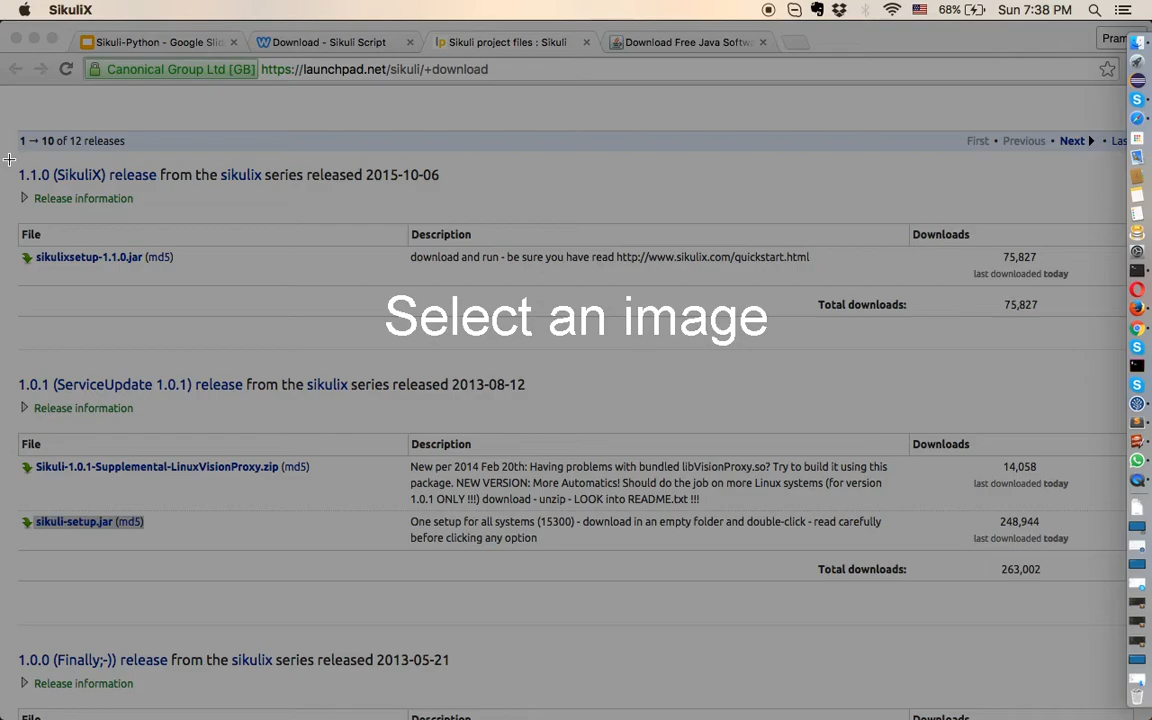 SikuliX
68%
Sun 7:38 PM
Sikuli-Python - Google Slid
Download - Sikuli Script
Sikuli project files : Sikuli
Download Free Java Softw
Pram
Canonical Group Ltd [GB]
https://launchpad.net/sikuli/+download
1 → 10 of 12 releases
First • Previous • Next • Las
1.1.0 (SikuliX) release from the sikulix series released 2015-10-06
Release information
File Description Downloads
sikulixsetup-1.1.0.jar (md5) download and run - be sure you have read http://www.sikulix.com/quickstart.html 75,827
last downloaded today
Total downloads: 75,827
Select an image
1.0.1 (ServiceUpdate 1.0.1) release from the sikulix series released 2013-08-12
Release information
File Description Downloads
Sikuli-1.0.1-Supplemental-LinuxVisionProxy.zip (md5) New per 2014 Feb 20th: Having problems with bundled libVisionProxy.so? Try to build it using this 14,058
package. NEW VERSION: More Automatics! Should do the job on more Linux systems (for version last downloaded today
1.0.1 ONLY !!!) download - unzip - LOOK into README.txt !!!
sikuli-setup.jar (md5) One setup for all systems (15300) - download in an empty folder and double-click - read carefully 248,944
before clicking any option last downloaded today
Total downloads: 263,002
1.0.0 (Finally;-)) release from the sikulix series released 2013-05-21
Release information
File Description Downloads